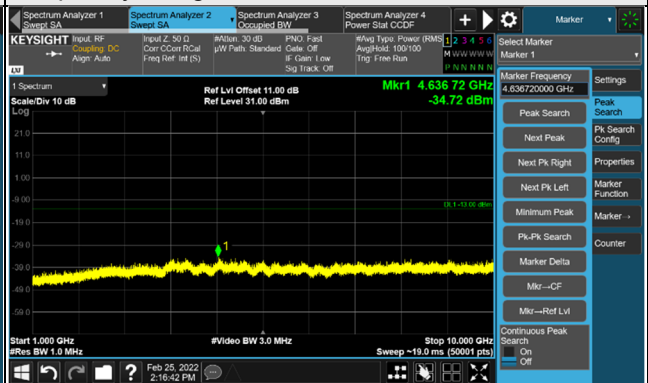 Spectrum Analyzer 1
Swept SA
Spectrum Analyzer 2
Swept SA
Spectrum Analyzer 3
Occupied BW
Spectrum Analyzer 4
Power Stat CCDF
Marker
KEYSIGHT
Input: RF
Coupling: DC
Align: Auto
Input Z: 50 Ω
Corr CCorr RCal
Freq Ref: Int (S)
#Atten: 30 dB
µW Path: Standard
PNO: Fast
Gate: Off
IF Gain: Low
Sig Track: Off
#Avg Type: Power (RMS
Avg|Hold: 100/100
Trig: Free Run
1 2 3 4 5 6
M W W W W W
P N N N N N
LXI
Select Marker
Marker 1
1 Spectrum
Scale/Div 10 dB
Ref Lvl Offset 11.00 dB
Ref Level 31.00 dBm
Mkr1 4.636 72 GHz
-34.72 dBm
Log
21.0
11.0
1.00
-9.00
-19.0
-29.0
-39.0
-49.0
-59.0
DL1 -13.00 dBm
1
Start 1.000 GHz
#Res BW 1.0 MHz
#Video BW 3.0 MHz
Stop 10.000 GHz
Sweep ~19.0 ms (50001 pts)
Marker Frequency
4.636720000 GHz
Peak Search
Next Peak
Next Pk Right
Next Pk Left
Minimum Peak
Pk-Pk Search
Marker Delta
Mkr→CF
Mkr→Ref Lvl
Continuous Peak
Search
On
Off
Settings
Peak
Search
Pk Search
Config
Properties
Marker
Function
Marker→
Counter
Feb 25, 2022
2:16:42 PM